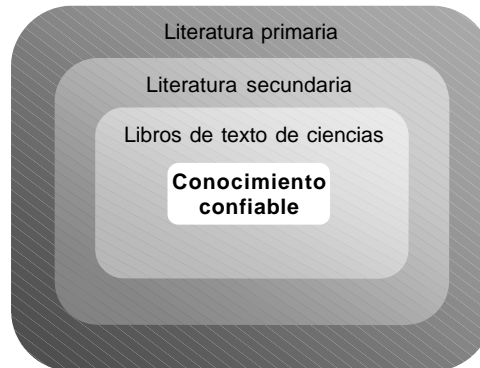 Literatura primaria
Literatura secundaria
Libros de texto de ciencias
Conocimiento
confiable